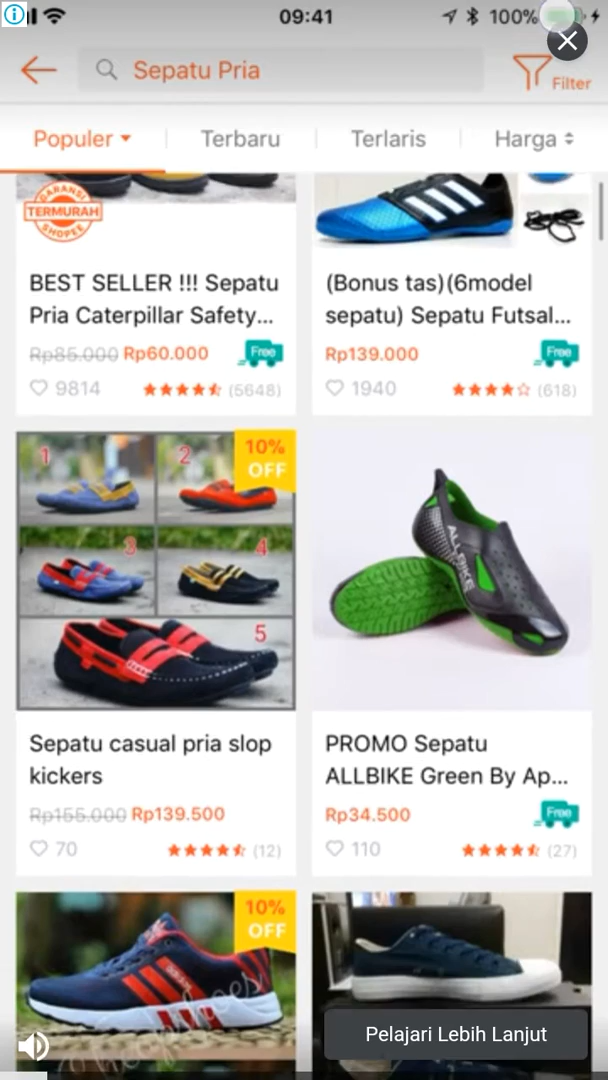 09:41
100%
Sepatu Pria
Filter
Populer
Terbaru
Terlaris
Harga
GARANSI
TERMURAH
SHOPEE
BEST SELLER !!! Sepatu
Pria Caterpillar Safety...
Rp85.000 Rp60.000
Free
9814
(5648)
(Bonus tas)(6model
sepatu) Sepatu Futsal...
Rp139.000
Free
1940
(618)
10%
OFF
1
2
3
4
5
Sepatu casual pria slop
kickers
Rp155.000 Rp139.500
70
(12)
ALLBIKE
PROMO Sepatu
ALLBIKE Green By Ap...
Rp34.500
Free
110
(27)
10%
OFF
adidas
Pelajari Lebih Lanjut